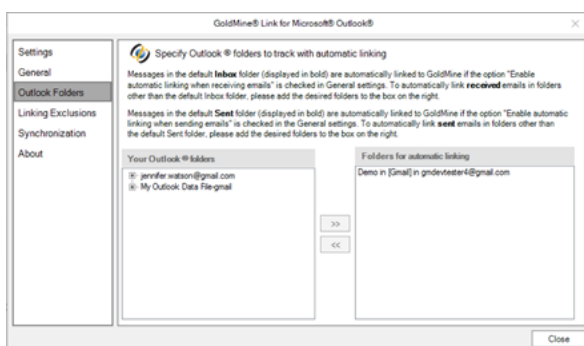 GoldMine® Link for Microsoft® Outlook®
Settings
General
Outlook Folders
Linking Exclusions
Synchronization
About
Specify Outlook ® folders to track with automatic linking
Messages in the default Inbox folder (displayed in bold) are automatically linked to GoldMine if the option "Enable
automatic linking when receiving emails" is checked in General settings. To automatically link received emails in folders
other than the default Inbox folder, please add the desired folders to the box on the right.
Messages in the default Sent folder (displayed in bold) are automatically linked to GoldMine if the option "Enable automatic
linking when sending emails" is checked in the General settings. To automatically link sent emails in folders other than
the default Sent folder, please add the desired folders to the box on the right.
Your Outlook ® folders
jennifer.watson@gmail.com
My Outlook Data File-gmail
>>
<<
Folders for automatic linking
Demo in [Gmail] in gmdevtester4@gmail.com
Close